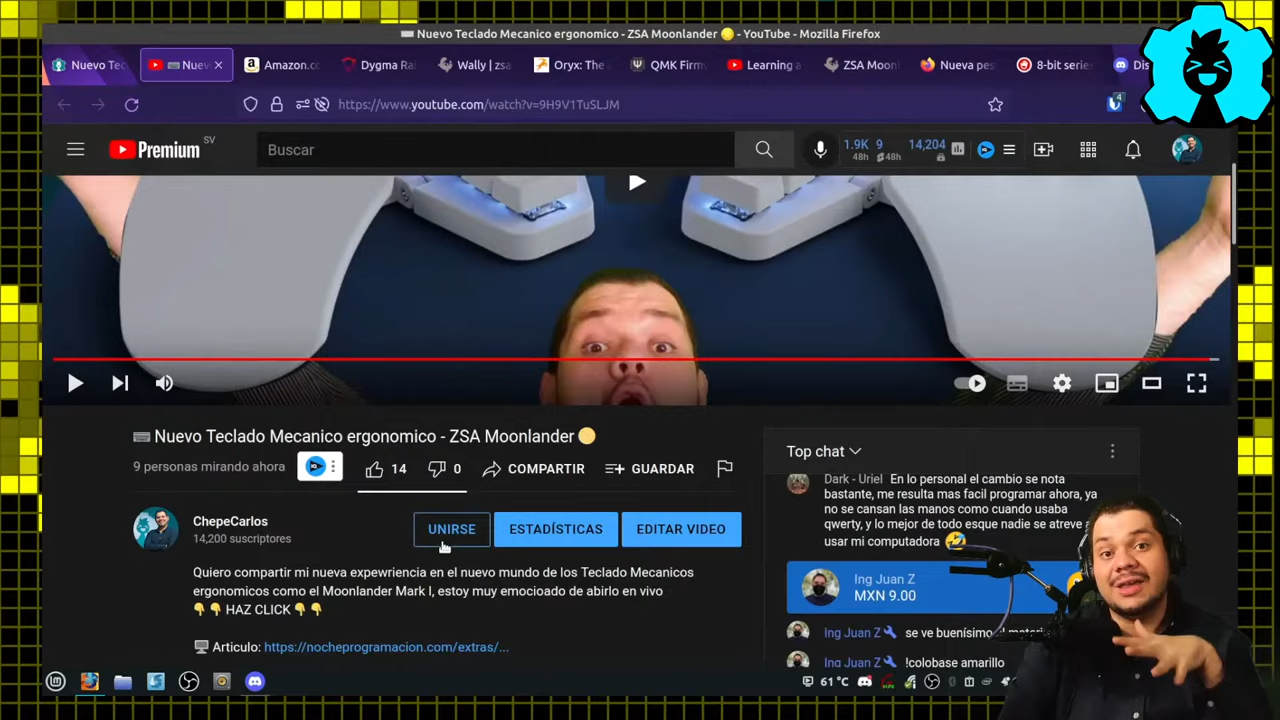 Nuevo Teclado Mecanico ergonomico - ZSA Moonlander - YouTube - Mozilla Firefox
Nuevo Tec
Nuev
Amazon.co
Dygma Rai
Wally | zsa
Oryx: The
QMK Firm
Learning a
ZSA Moon
Nueva pes
8-bit serie
Dis
https://www.youtube.com/watch?v=9H9V1TuSLJM
4
Premium SV
Buscar
1.9K 9 14,204
48h 48h
Nuevo Teclado Mecanico ergonomico - ZSA Moonlander
9 personas mirando ahora
14 0 COMPARTIR GUARDAR
ChepeCarlos
14,200 suscriptores
UNIRSE ESTADÍSTICAS EDITAR VIDEO
Quiero compartir mi nueva expewriencia en el nuevo mundo de los Teclado Mecanicos
ergonomicos como el Moonlander Mark I, estoy muy emocioado de abirlo en vivo
👇👇 HAZ CLICK 👇👇
Articulo: https://nocheprogramacion.com/extras/...
Top chat
Dark - Uriel En lo personal el cambio se nota
bastante, me resulta mas facil programar ahora, ya
no se cansan las manos como cuando usaba
qwerty, y lo mejor de todo esque nadie se atreve
usar mi computadora 🤣
Ing Juan Z
MXN 9.00
Ing Juan Z se ve buenísimo
Ing Juan Z !colobase amarillo
61°C